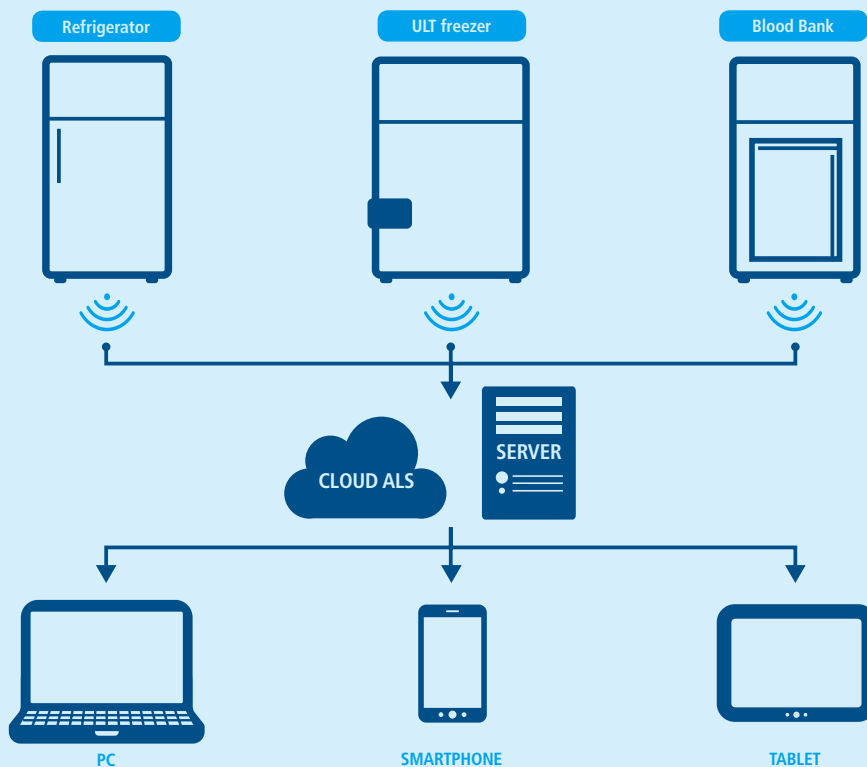 Refrigerator
ULT freezer
Blood Bank
CLOUD ALS
SERVER
PC
SMARTPHONE
TABLET